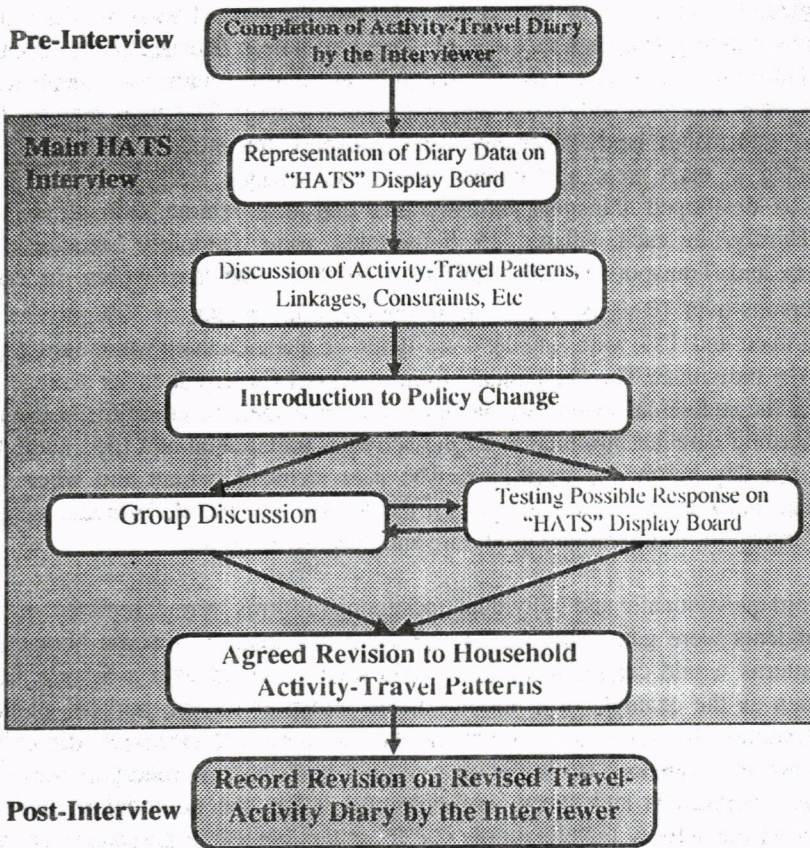 Pre-Interview
Completion of Activity-Travel Diary
by the Interviewer
Main HATS
Interview
Representation of Diary Data on
“HATS” Display Board
Discussion of Activity-Travel Patterns,
Linkages, Constraints, Etc
Introduction to Policy Change
Group Discussion
Testing Possible Response on
“HATS” Display Board
Agreed Revision to Household
Activity-Travel Patterns
Post-Interview
Record Revision on Revised Travel-
Activity Diary by the Interviewer